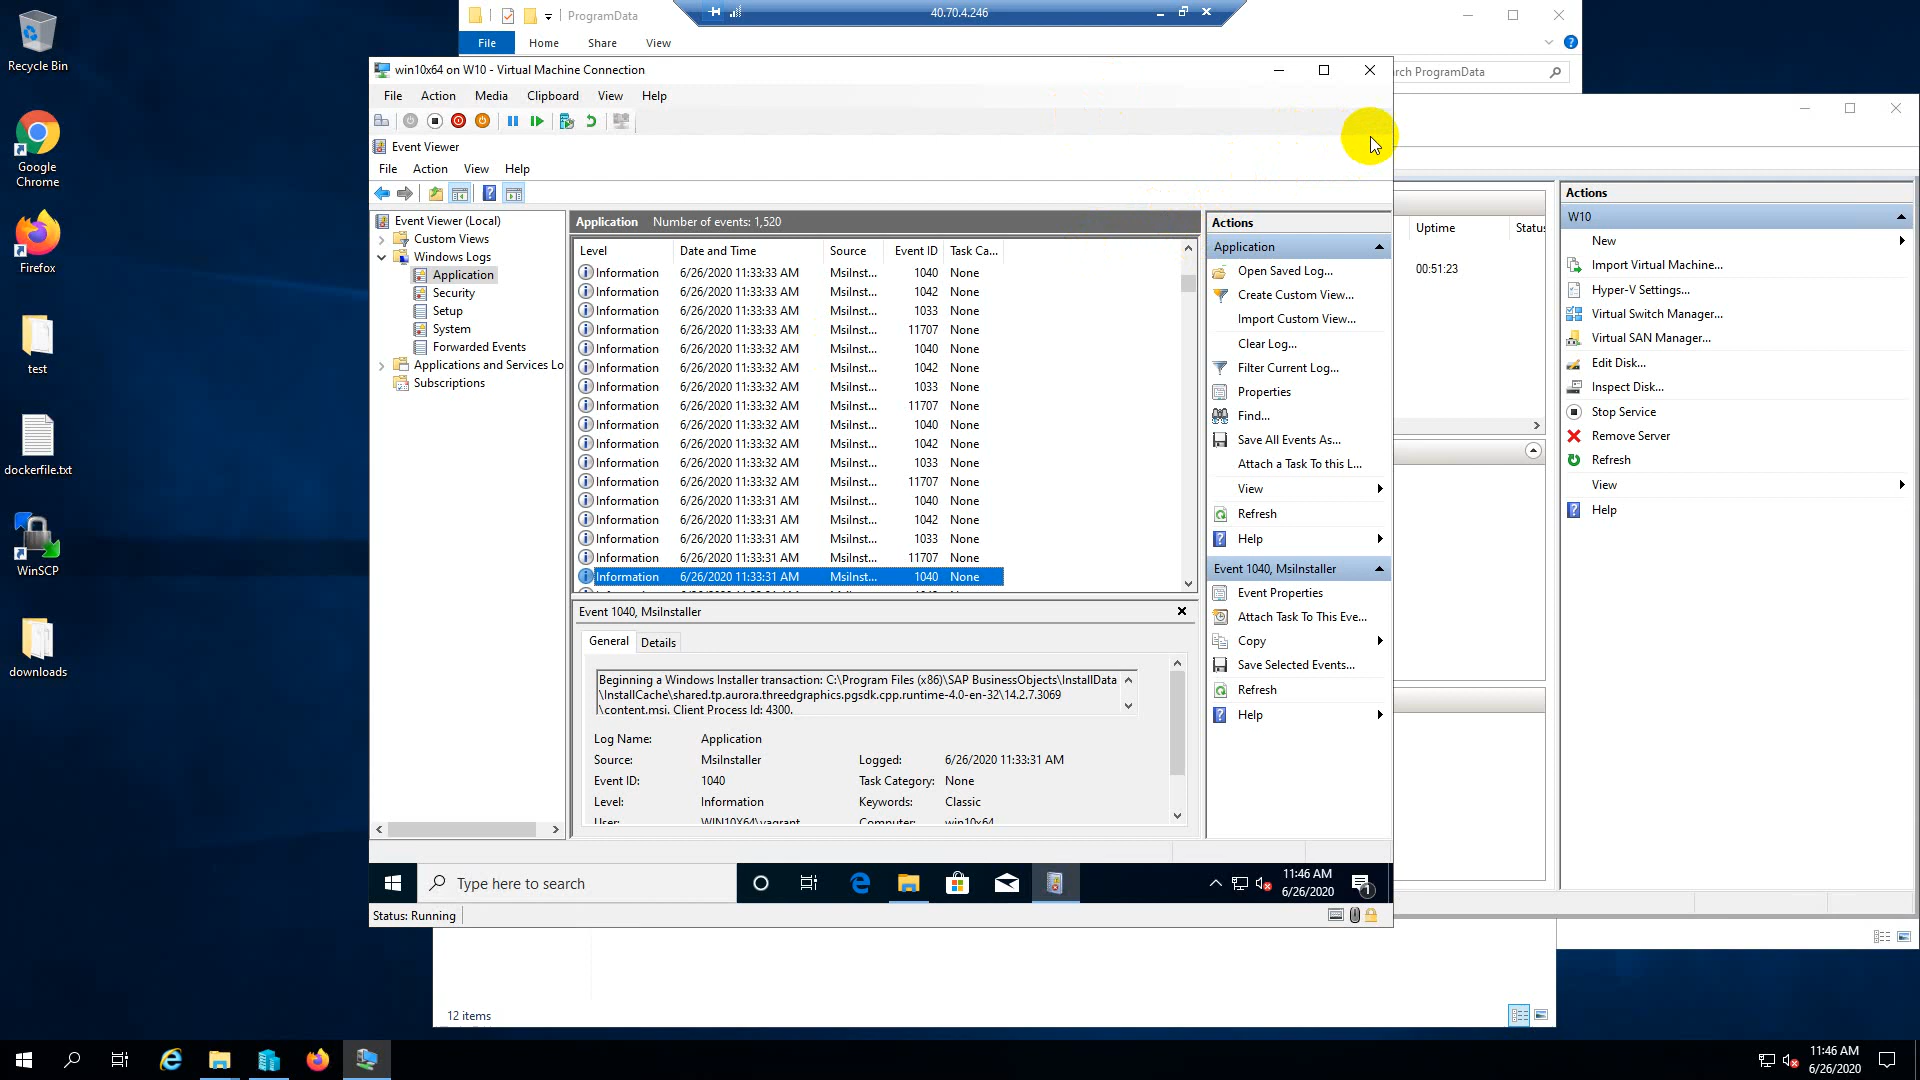 Recycle Bin
Google
Chrome
Firefox
test
dockerfile.txt
WinSCP
downloads
ProgramData
40.70.4.246
File Home Share View
rch ProgramData
win10x64 on W10 - Virtual Machine Connection
File Action Media Clipboard View Help
Event Viewer
File Action View Help
Event Viewer (Local)
Custom Views
Windows Logs
Application
Security
Setup
System
Forwarded Events
Applications and Services Lo
Subscriptions
Application Number of events: 1,520
Level Date and Time Source Event ID Task Ca...
Information 6/26/2020 11:33:33 AM MsiInst... 1040 None
Information 6/26/2020 11:33:33 AM MsiInst... 1042 None
Information 6/26/2020 11:33:33 AM MsiInst... 1033 None
Information 6/26/2020 11:33:33 AM MsiInst... 11707 None
Information 6/26/2020 11:33:32 AM MsiInst... 1040 None
Information 6/26/2020 11:33:32 AM MsiInst... 1042 None
Information 6/26/2020 11:33:32 AM MsiInst... 1033 None
Information 6/26/2020 11:33:32 AM MsiInst... 11707 None
Information 6/26/2020 11:33:32 AM MsiInst... 1040 None
Information 6/26/2020 11:33:32 AM MsiInst... 1042 None
Information 6/26/2020 11:33:32 AM MsiInst... 1033 None
Information 6/26/2020 11:33:32 AM MsiInst... 11707 None
Information 6/26/2020 11:33:31 AM MsiInst... 1040 None
Information 6/26/2020 11:33:31 AM MsiInst... 1042 None
Information 6/26/2020 11:33:31 AM MsiInst... 1033 None
Information 6/26/2020 11:33:31 AM MsiInst... 11707 None
Information 6/26/2020 11:33:31 AM MsiInst... 1040 None
Event 1040, MsiInstaller
General Details
Beginning a Windows Installer transaction: C:\Program Files (x86)\SAP BusinessObjects\InstallData
\InstallCache\shared.tp.aurora.threedgraphics.pgsdk.cpp.runtime-4.0-en-32\14.2.7.3069
\content.msi. Client Process Id: 4300.
Log Name: Application
Source: MsiInstaller Logged: 6/26/2020 11:33:31 AM
Event ID: 1040 Task Category: None
Level: Information Keywords: Classic
User: WIN10X64\vagrant Computer: win10x64
Actions
Application
Open Saved Log...
Create Custom View...
Import Custom View...
Clear Log...
Filter Current Log...
Properties
Find...
Save All Events As...
Attach a Task To this L...
View
Refresh
Help
Event 1040, MsiInstaller
Event Properties
Attach Task To This Eve...
Copy
Save Selected Events...
Refresh
Help
Type here to search
11:46 AM
6/26/2020
1
Status: Running
Uptime Status
00:51:23
Actions
W10
New
Import Virtual Machine...
Hyper-V Settings...
Virtual Switch Manager...
Virtual SAN Manager...
Edit Disk...
Inspect Disk...
Stop Service
Remove Server
Refresh
View
Help
12 items
11:46 AM
6/26/2020